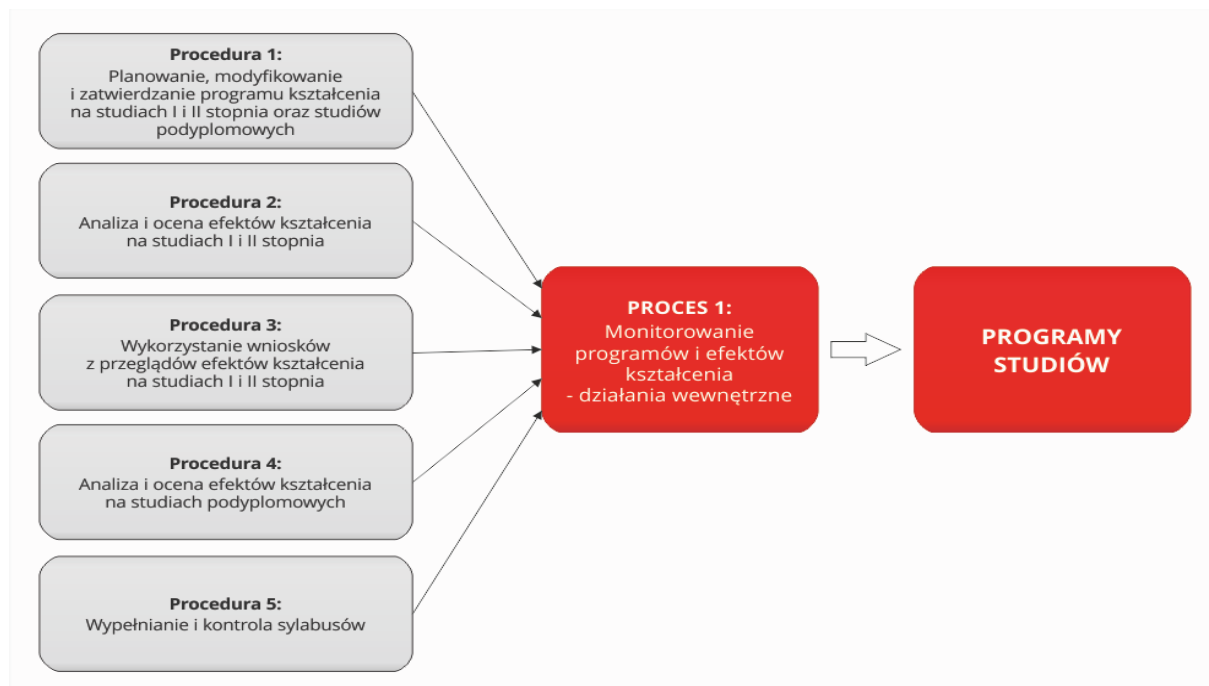 Procedura 1:
Planowanie, modyfikowanie
i zatwierdzanie programu kształcenia
na studiach I i II stopnia oraz studiów
podyplomowych
Procedura 2:
Analiza i ocena efektów kształcenia
na studiach I i II stopnia
Procedura 3:
Wykorzystanie wniosków
z przeglądów efektów kształcenia
na studiach I i II stopnia
Procedura 4:
Analiza i ocena efektów kształcenia
na studiach podyplomowych
Procedura 5:
Wypełnianie i kontrola sylabusów
PROCES 1:
Monitorowanie
programów i efektów
kształcenia
- działania wewnętrzne
PROGRAMY
STUDIÓW